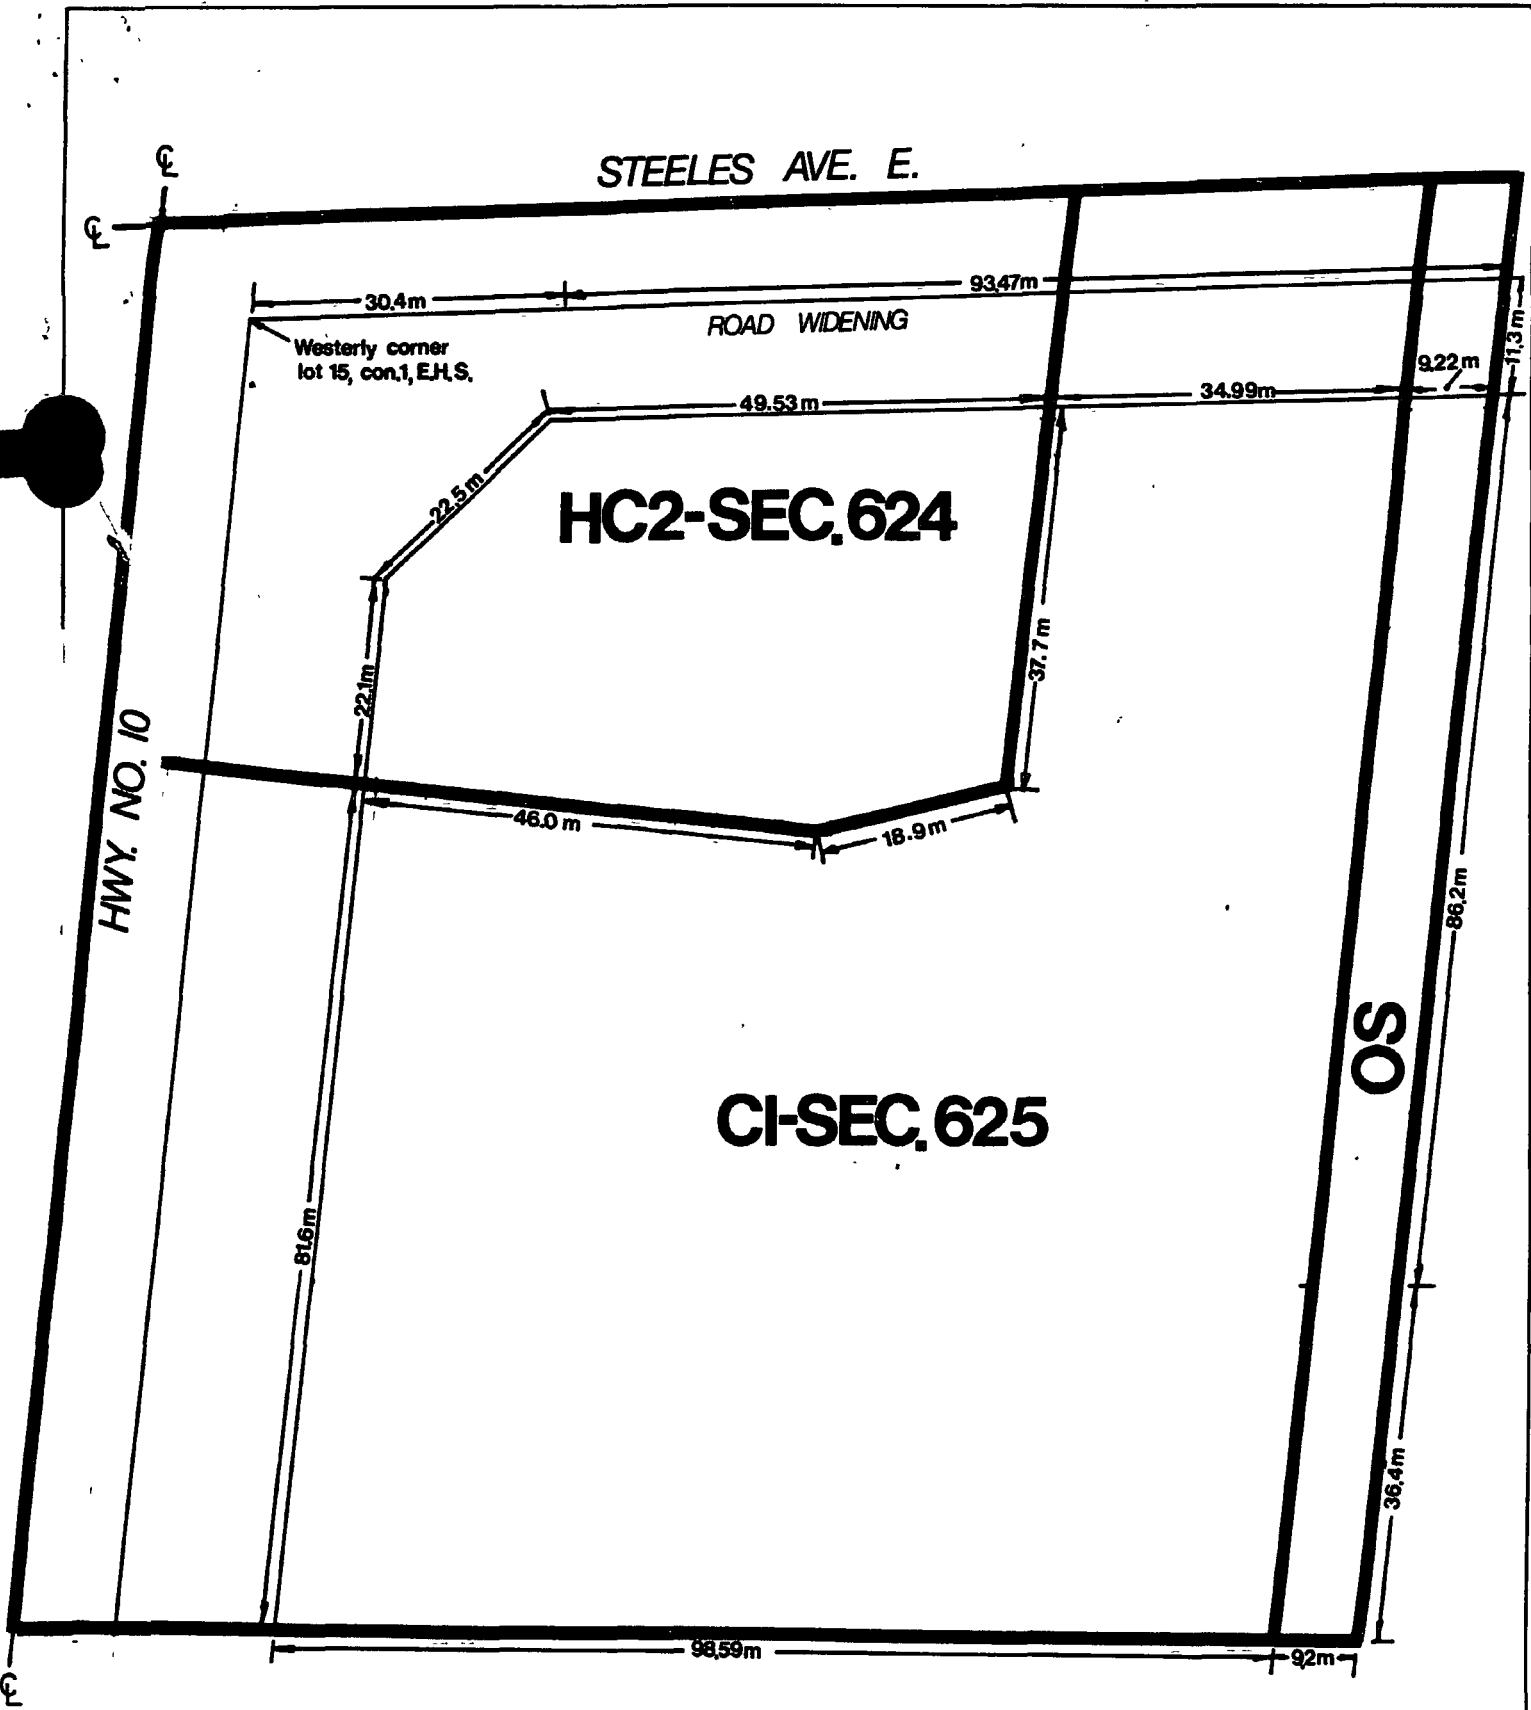 ℄
STEELES AVE. E.
℄
93.47m
30.4m
ROAD WIDENING
11.3m
Westerly corner
lot 15, con.1, E.H.S.
9.22m
34.99m
49.53m
22.5m
HC2-SEC. 624
37.7m
22.1m
HWY. NO. 10
46.0 m
18.9m
86.2m
OS
CI-SEC. 625
81.6m
36.4m
98.59m
9.2m
℄